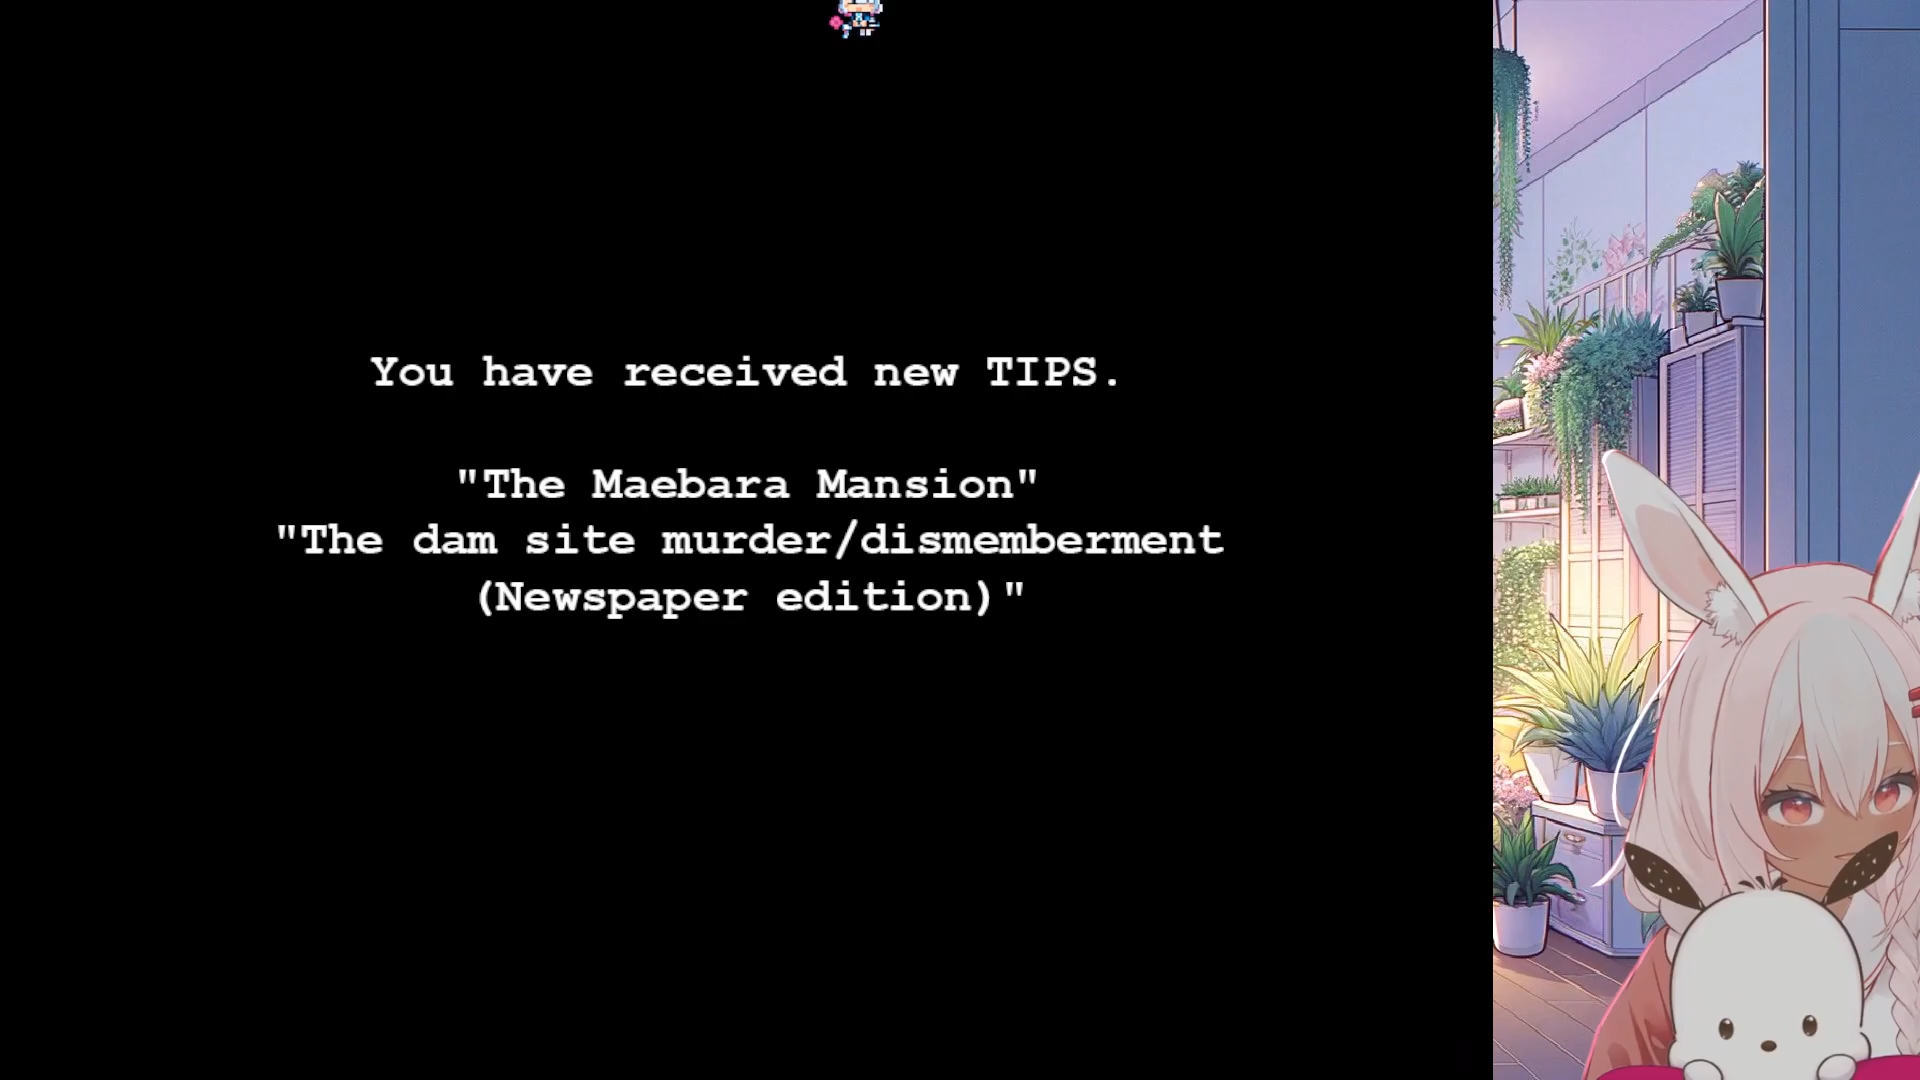 You have received new TIPS.
"The Maebara Mansion"
"The dam site murder/dismemberment
(Newspaper edition)"